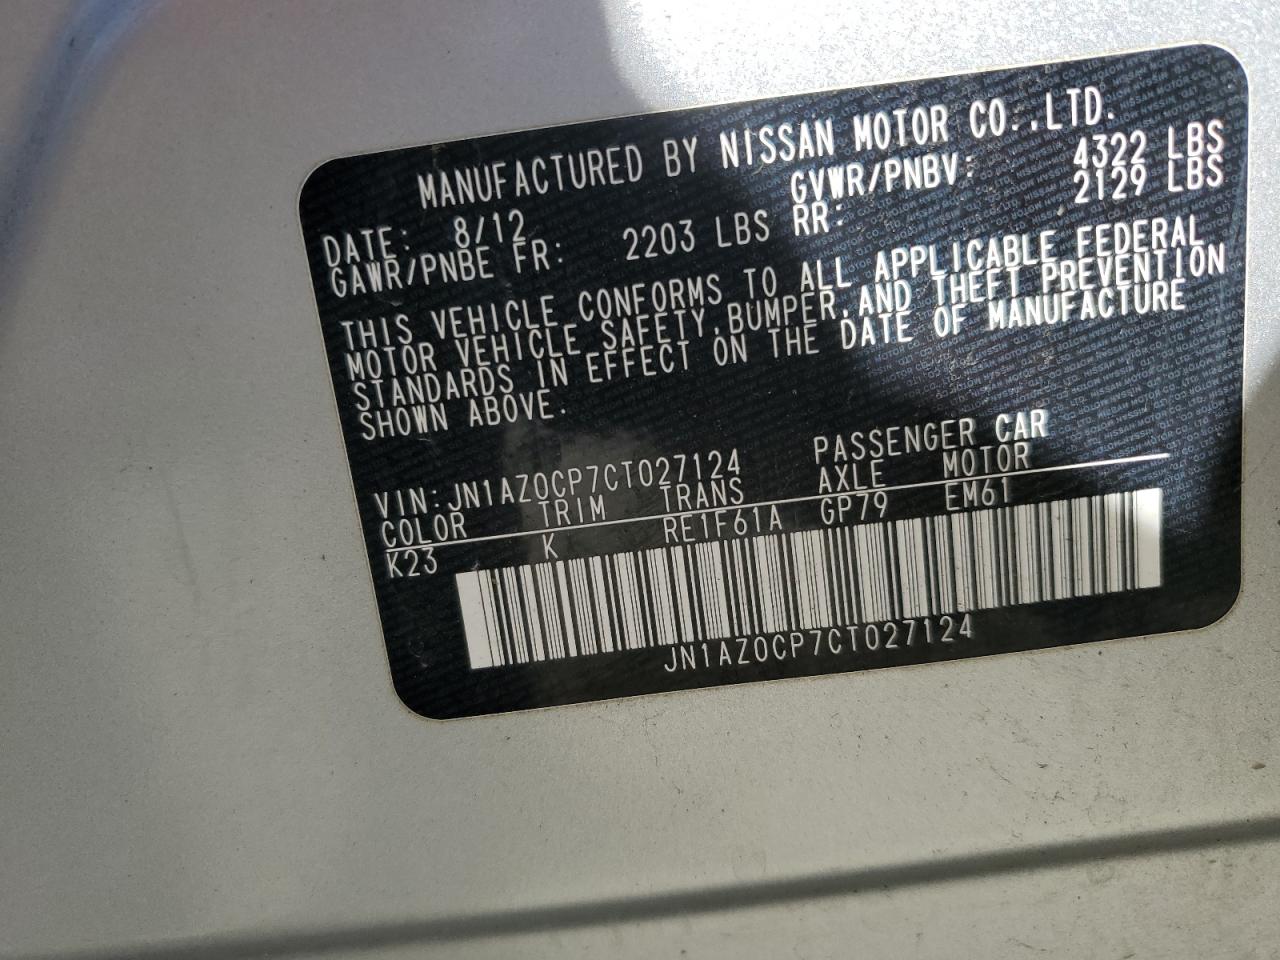 MANUFACTURED BY NISSAN MOTOR CO.,LTD.
DATE: 8/12 GVWR/PNBV: 4322 LBS
GAWR/PNBE FR: 2203 LBS RR: 2129 LBS
THIS VEHICLE CONFORMS TO ALL APPLICABLE FEDERAL
MOTOR VEHICLE SAFETY,BUMPER,AND THEFT PREVENTION
STANDARDS IN EFFECT ON THE DATE OF MANUFACTURE
SHOWN ABOVE.
VIN:JN1AZ0CP7CT027124 PASSENGER CAR
COLOR TRIM TRANS AXLE MOTOR
K23 K RE1F61A GP79 EM61
JN1AZ0CP7CT027124